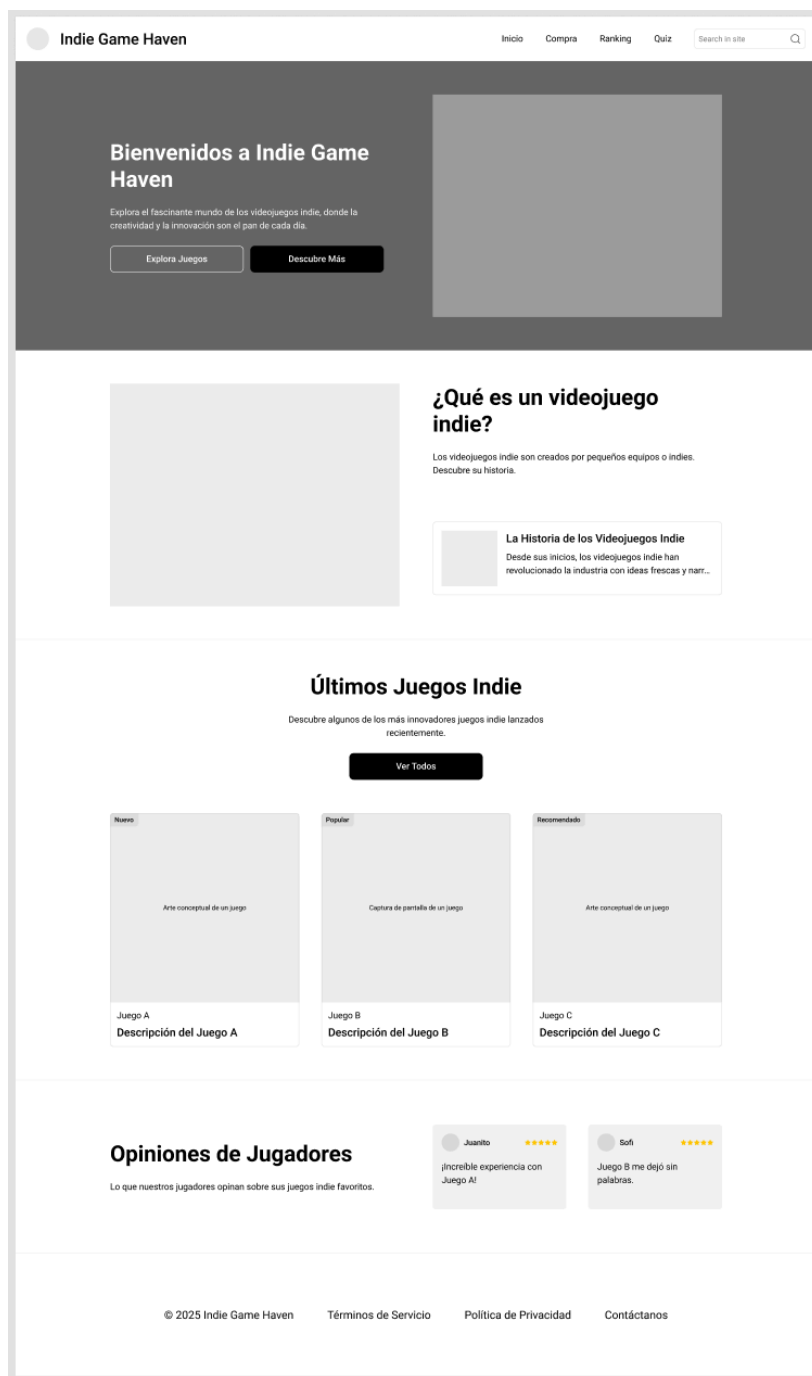 Indie Game Haven
Inicio
Compra
Ranking
Quiz
Search in site
Bienvenidos a Indie Game
Haven
Explora el fascinante mundo de los videojuegos indie, donde la
creatividad y la innovación son el pan de cada día.
Explora Juegos
Descubre Más
¿Qué es un videojuego
indie?
Los videojuegos indie son creados por pequeños equipos o indies.
Descubre su historia.
La Historia de los Videojuegos Indie
Desde sus inicios, los videojuegos indie han
revolucionado la industria con ideas frescas y narr...
Últimos Juegos Indie
Descubre algunos de los más innovadores juegos indie lanzados
recientemente.
Ver Todos
Nuevo
Arte conceptual de un juego
Juego A
Descripción del Juego A
Popular
Captura de pantalla de un juego
Juego B
Descripción del Juego B
Recomendado
Arte conceptual de un juego
Juego C
Descripción del Juego C
Opiniones de Jugadores
Lo que nuestros jugadores opinan sobre sus juegos indie favoritos.
Juanito
¡Increíble experiencia con
Juego A!
Sofi
Juego B me dejó sin
palabras.
© 2025 Indie Game Haven
Términos de Servicio
Política de Privacidad
Contáctanos